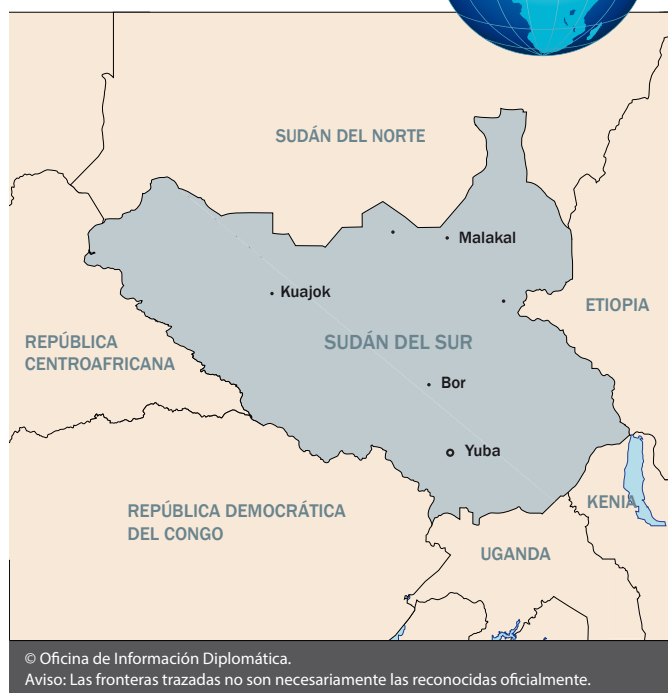 SUDÁN DEL NORTE
Malakal
Kuajok
ETIOPIA
REPÚBLICA
CENTROAFRICANA
SUDÁN DEL SUR
Bor
Yuba
KENIA
REPÚBLICA DEMOCRÁTICA
DEL CONGO
UGANDA
© Oficina de Información Diplomática.
Aviso: Las fronteras trazadas no son necesariamente las reconocidas oficialmente.